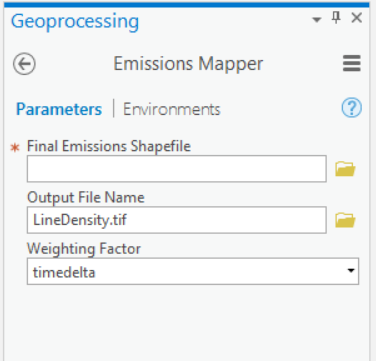 Geoprocessing
Emissions Mapper
Parameters | Environments
?
* Final Emissions Shapefile
Output File Name
LineDensity.tif
Weighting Factor
timedelta